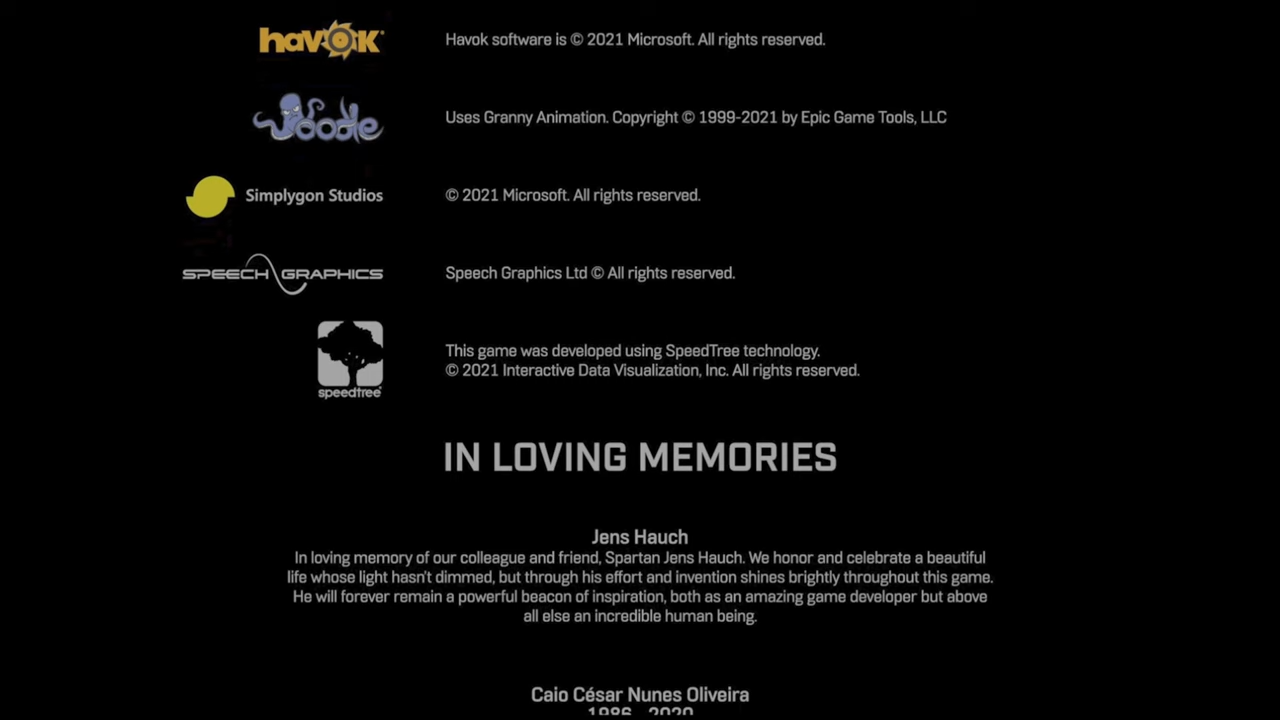 havok
Havok software is © 2021 Microsoft. All rights reserved.
oodle
Uses Granny Animation. Copyright © 1999-2021 by Epic Game Tools, LLC
Simplygon Studios
© 2021 Microsoft. All rights reserved.
SPEECH GRAPHICS
Speech Graphics Ltd © All rights reserved.
speedtree
This game was developed using SpeedTree technology.
© 2021 Interactive Data Visualization, Inc. All rights reserved.
IN LOVING MEMORIES
Jens Hauch
In loving memory of our colleague and friend, Spartan Jens Hauch. We honor and celebrate a beautiful
life whose light hasn't dimmed, but through his effort and invention shines brightly throughout this game.
He will forever remain a powerful beacon of inspiration, both as an amazing game developer but above
all else an incredible human being.
Caio César Nunes Oliveira
1986 - 2020